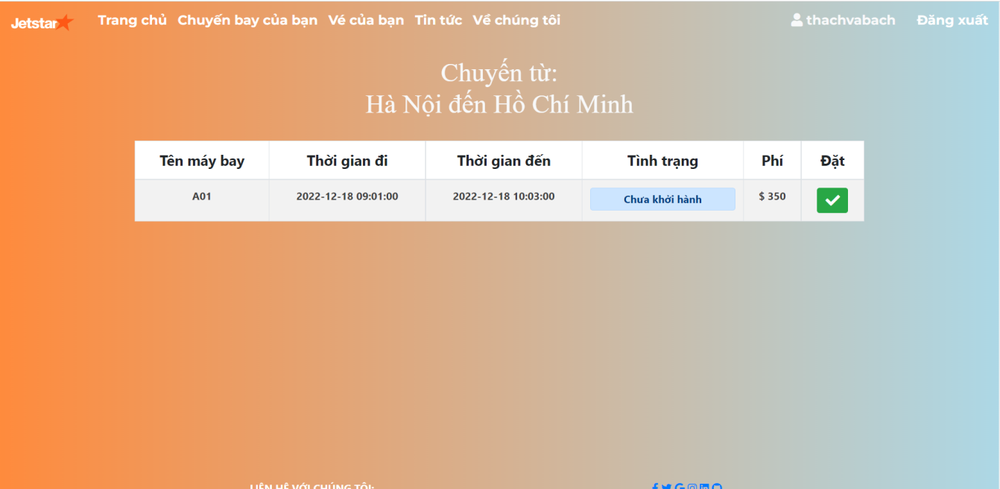 Jetstar Trang chủ Chuyến bay của bạn Vé của bạn Tin tức Về chúng tôi thachvabach Đăng xuất
Chuyến từ:
Hà Nội đến Hồ Chí Minh
Tên máy bay Thời gian đi Thời gian đến Tình trạng Phí Đặt
A01 2022-12-18 09:01:00 2022-12-18 10:03:00 Chưa khởi hành $ 350
LIÊN HỆ VỚI CHÚNG TÔI: